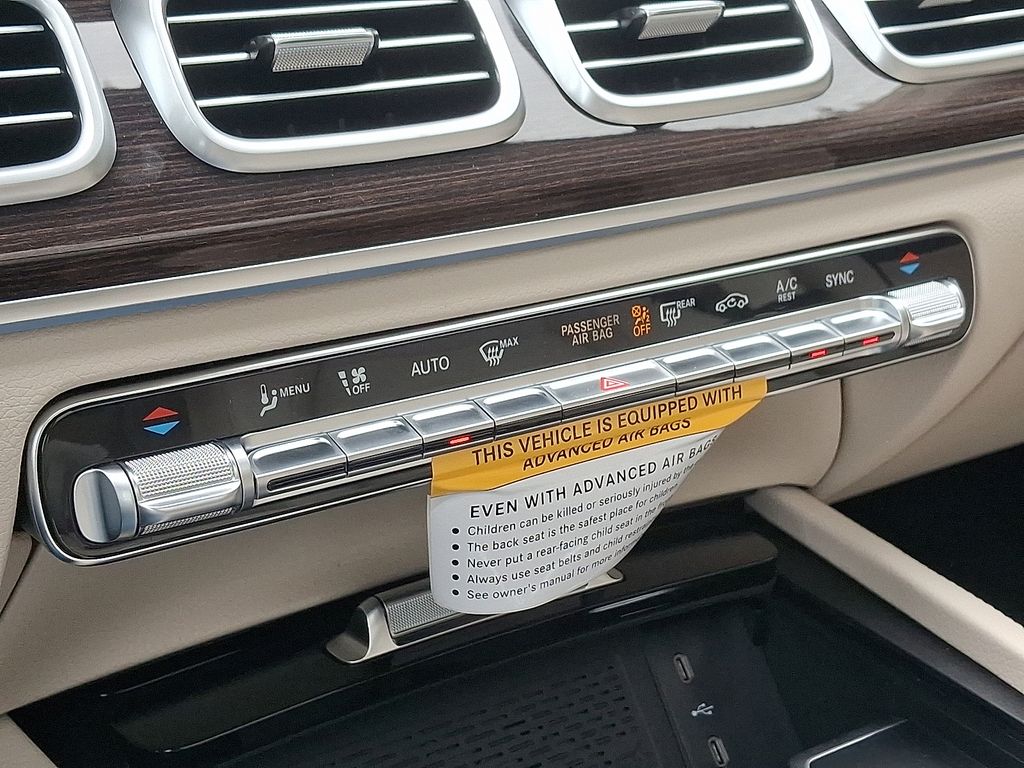 MENU
OFF
AUTO
MAX
PASSENGER
AIR BAG
OFF
REAR
A/C
REST
SYNC
THIS VEHICLE IS EQUIPPED WITH
ADVANCED AIR BAGS
EVEN WITH ADVANCED AIR BAGS
• Children can be killed or seriously injured by the
• The back seat is the safest place for children
• Never put a rear-facing child seat in the
• Always use seat belts and child
• See owner's manual for more